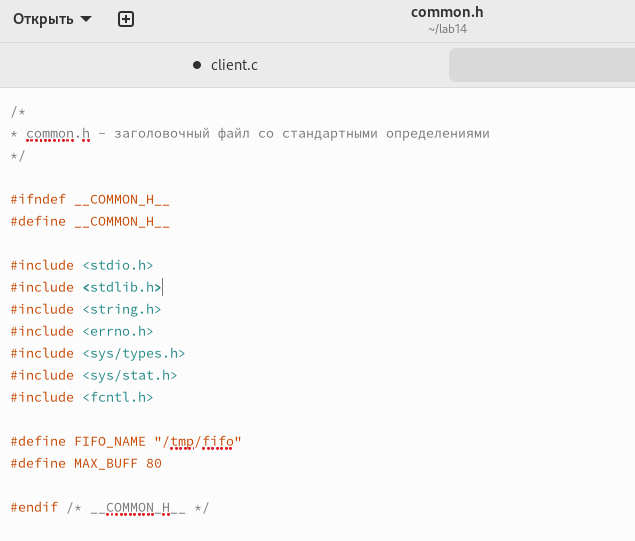 Открыть
common.h
~/lab14
client.c
/*
* common.h - заголовочный файл со стандартными определениями
*/
#ifndef __COMMON_H__
#define __COMMON_H__
#include <stdio.h>
#include <stdlib.h>
#include <string.h>
#include <errno.h>
#include <sys/types.h>
#include <sys/stat.h>
#include <fcntl.h>
#define FIFO_NAME "/tmp/fifo"
#define MAX_BUFF 80
#endif /* __COMMON_H__ */